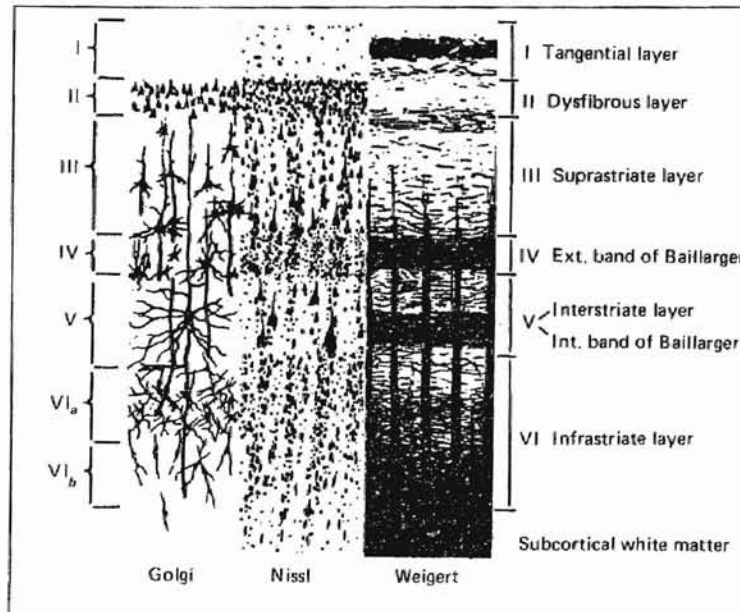 I
II
III
IV
V
VIa
VIb
I Tangential layer
II Dysfibrous layer
III Suprastriate layer
IV Ext. band of Baillarger
V Interstriate layer
Int. band of Baillarger
VI Infrastriate layer
Subcortical white matter
Golgi Nissl Weigert